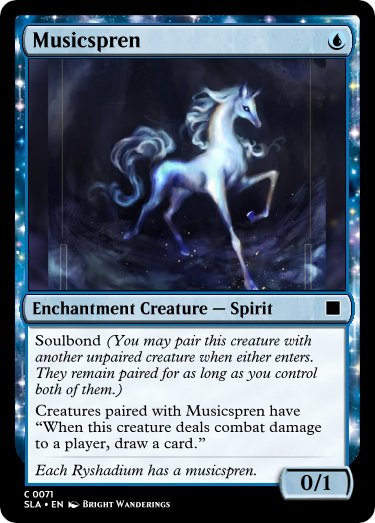 Musicspren
Enchantment Creature — Spirit
Soulbond (You may pair this creature with
another unpaired creature when either enters.
They remain paired for as long as you control
both of them.)
Creatures paired with Musicspren have
“When this creature deals combat damage
to a player, draw a card.”
Each Ryshadium has a musicspren.
0/1
C 0071
SLA • EN Bright Wanderings